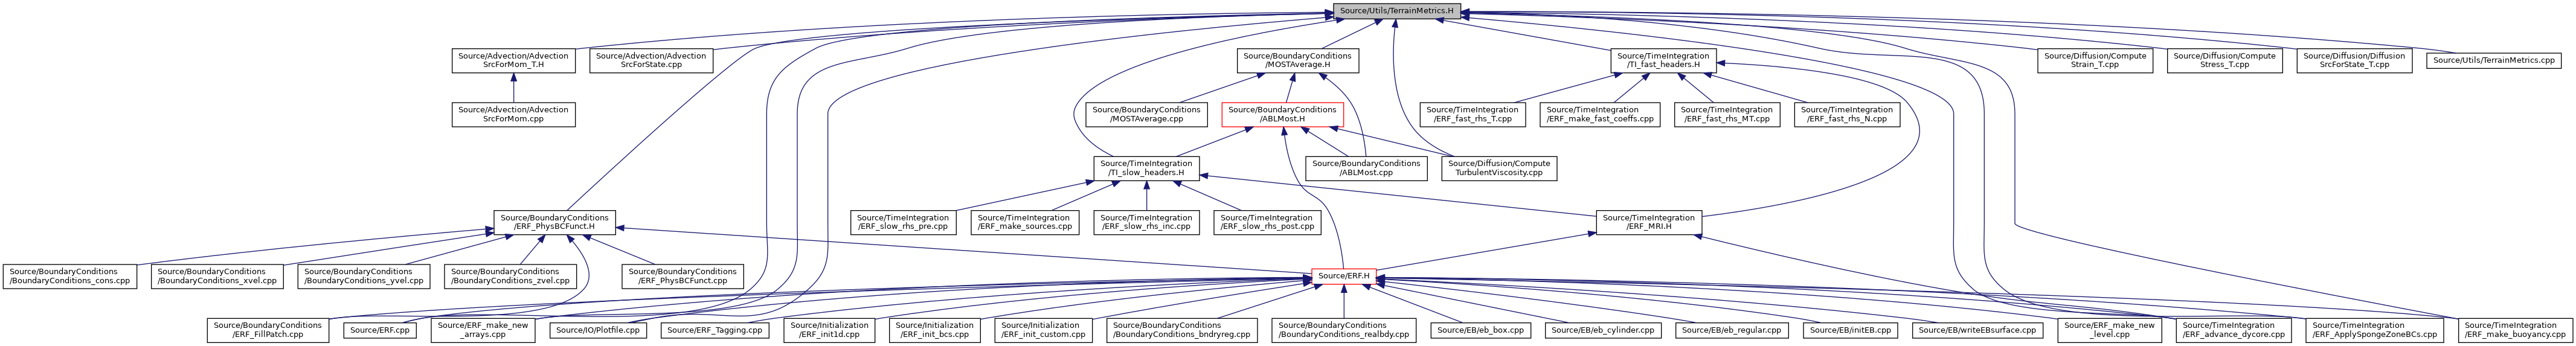 Source/Utils/TerrainMetrics.H
Source/Advection/Advection
SrcForMom_T.H
Source/Advection/Advection
SrcForState.cpp
Source/BoundaryConditions
/MOSTAverage.H
Source/TimeIntegration
/TI_fast_headers.H
Source/Diffusion/Compute
Strain_T.cpp
Source/Diffusion/Compute
Stress_T.cpp
Source/Diffusion/Diffusion
SrcForState_T.cpp
Source/Utils/TerrainMetrics.cpp
Source/Advection/Advection
SrcForMom.cpp
Source/BoundaryConditions
/MOSTAverage.cpp
Source/BoundaryConditions
/ABLMost.H
Source/TimeIntegration
/ERF_fast_rhs_T.cpp
Source/TimeIntegration
/ERF_make_fast_coeffs.cpp
Source/TimeIntegration
/ERF_fast_rhs_MT.cpp
Source/TimeIntegration
/ERF_fast_rhs_N.cpp
Source/TimeIntegration
/TI_slow_headers.H
Source/BoundaryConditions
/ABLMost.cpp
Source/Diffusion/Compute
TurbulentViscosity.cpp
Source/BoundaryConditions
/ERF_PhysBCFunct.H
Source/TimeIntegration
/ERF_slow_rhs_pre.cpp
Source/TimeIntegration
/ERF_make_sources.cpp
Source/TimeIntegration
/ERF_slow_rhs_inc.cpp
Source/TimeIntegration
/ERF_slow_rhs_post.cpp
Source/TimeIntegration
/ERF_MRI.H
Source/BoundaryConditions
/BoundaryConditions_cons.cpp
Source/BoundaryConditions
/BoundaryConditions_xvel.cpp
Source/BoundaryConditions
/BoundaryConditions_yvel.cpp
Source/BoundaryConditions
/BoundaryConditions_zvel.cpp
Source/BoundaryConditions
/ERF_PhysBCFunct.cpp
Source/ERF.H
Source/BoundaryConditions
/ERF_FillPatch.cpp
Source/ERF.cpp
Source/ERF_make_new
_arrays.cpp
Source/IO/Plotfile.cpp
Source/ERF_Tagging.cpp
Source/Initialization
/ERF_init1d.cpp
Source/Initialization
/ERF_init_bcs.cpp
Source/Initialization
/ERF_init_custom.cpp
Source/BoundaryConditions
/BoundaryConditions_bndryreg.cpp
Source/BoundaryConditions
/BoundaryConditions_realbdy.cpp
Source/EB/eb_box.cpp
Source/EB/eb_cylinder.cpp
Source/EB/eb_regular.cpp
Source/EB/initEB.cpp
Source/EB/writeEBsurface.cpp
Source/ERF_make_new
_level.cpp
Source/TimeIntegration
/ERF_advance_dycore.cpp
Source/TimeIntegration
/ERF_ApplySpongeZoneBCs.cpp
Source/TimeIntegration
/ERF_make_buoyancy.cpp